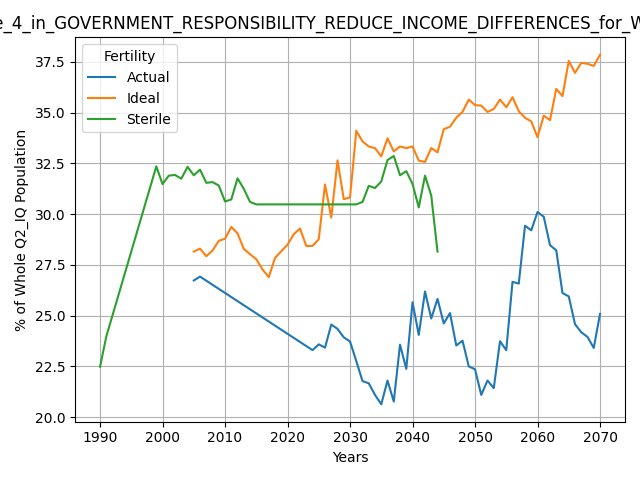 e_4_in_GOVERNMENT_RESPONSIBILITY_REDUCE_INCOME_DIFFERENCES_for_W
Fertility
Actual
Ideal
Sterile
% of Whole Q2_IQ Population
37.5
35.0
32.5
30.0
27.5
25.0
22.5
20.0
1990 2000 2010 2020 2030 2040 2050 2060 2070
Years